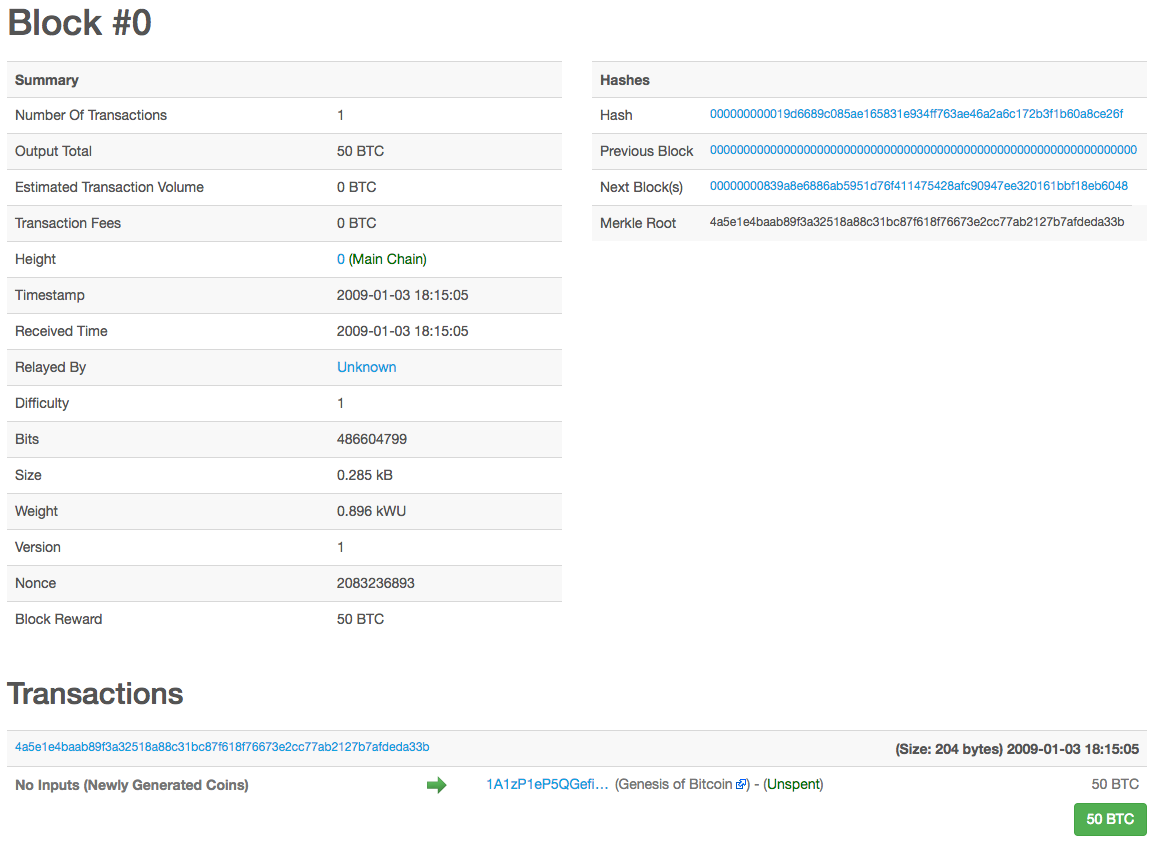 Block #0
Summary
Number Of Transactions 1
Output Total 50 BTC
Estimated Transaction Volume 0 BTC
Transaction Fees 0 BTC
Height 0 (Main Chain)
Timestamp 2009-01-03 18:15:05
Received Time 2009-01-03 18:15:05
Relayed By Unknown
Difficulty 1
Bits 486604799
Size 0.285 kB
Weight 0.896 kWU
Version 1
Nonce 2083236893
Block Reward 50 BTC
Hashes
Hash 000000000019d6689c085ae165831e934ff763ae46a2a6c172b3f1b60a8ce26f
Previous Block 0000000000000000000000000000000000000000000000000000000000000000
Next Block(s) 00000000839a8e6886ab5951d76f411475428afc90947ee320161bbf18eb6048
Merkle Root 4a5e1e4baab89f3a32518a88c31bc87f618f76673e2cc77ab2127b7afdeda33b
Transactions
4a5e1e4baab89f3a32518a88c31bc87f618f76673e2cc77ab2127b7afdeda33b (Size: 204 bytes) 2009-01-03 18:15:05
No Inputs (Newly Generated Coins) 1A1zP1eP5QGefi… (Genesis of Bitcoin) - (Unspent) 50 BTC
50 BTC